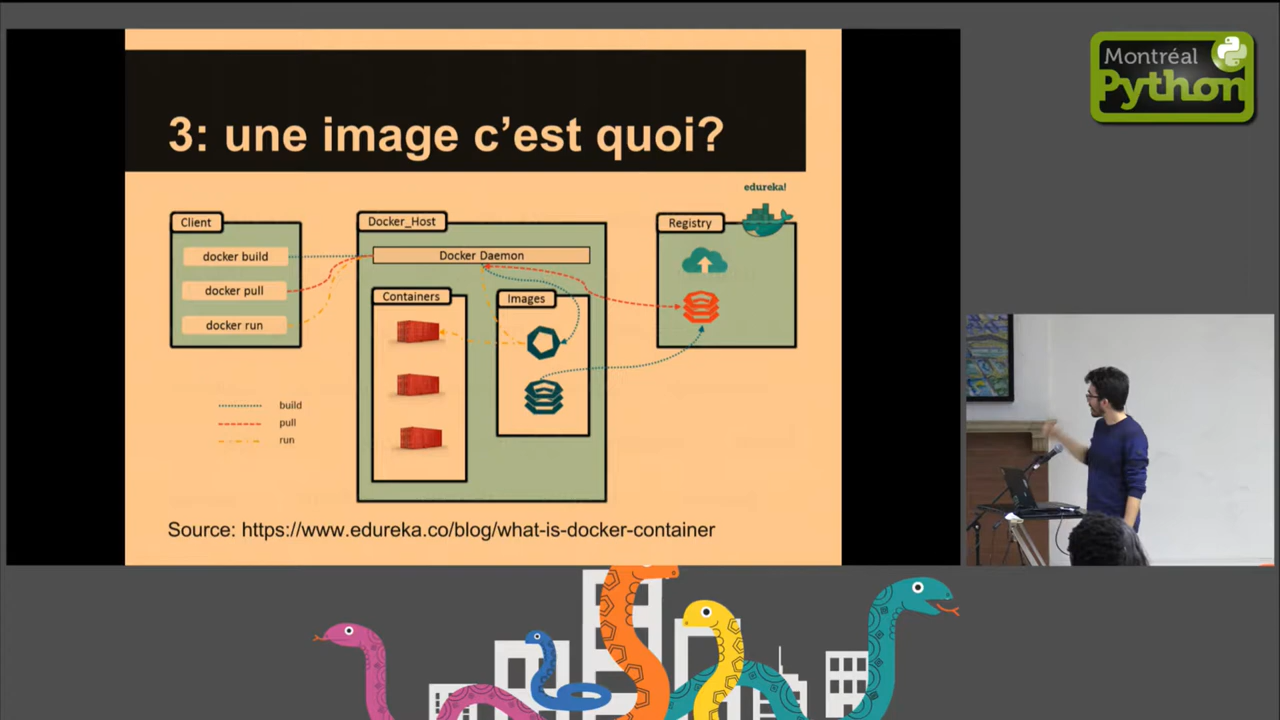 3: une image c'est quoi?
edureka!
Client
docker build
docker pull
docker run
Docker_Host
Docker Daemon
Containers
Images
Registry
build
pull
run
Source: https://www.edureka.co/blog/what-is-docker-container
Montréal
Python